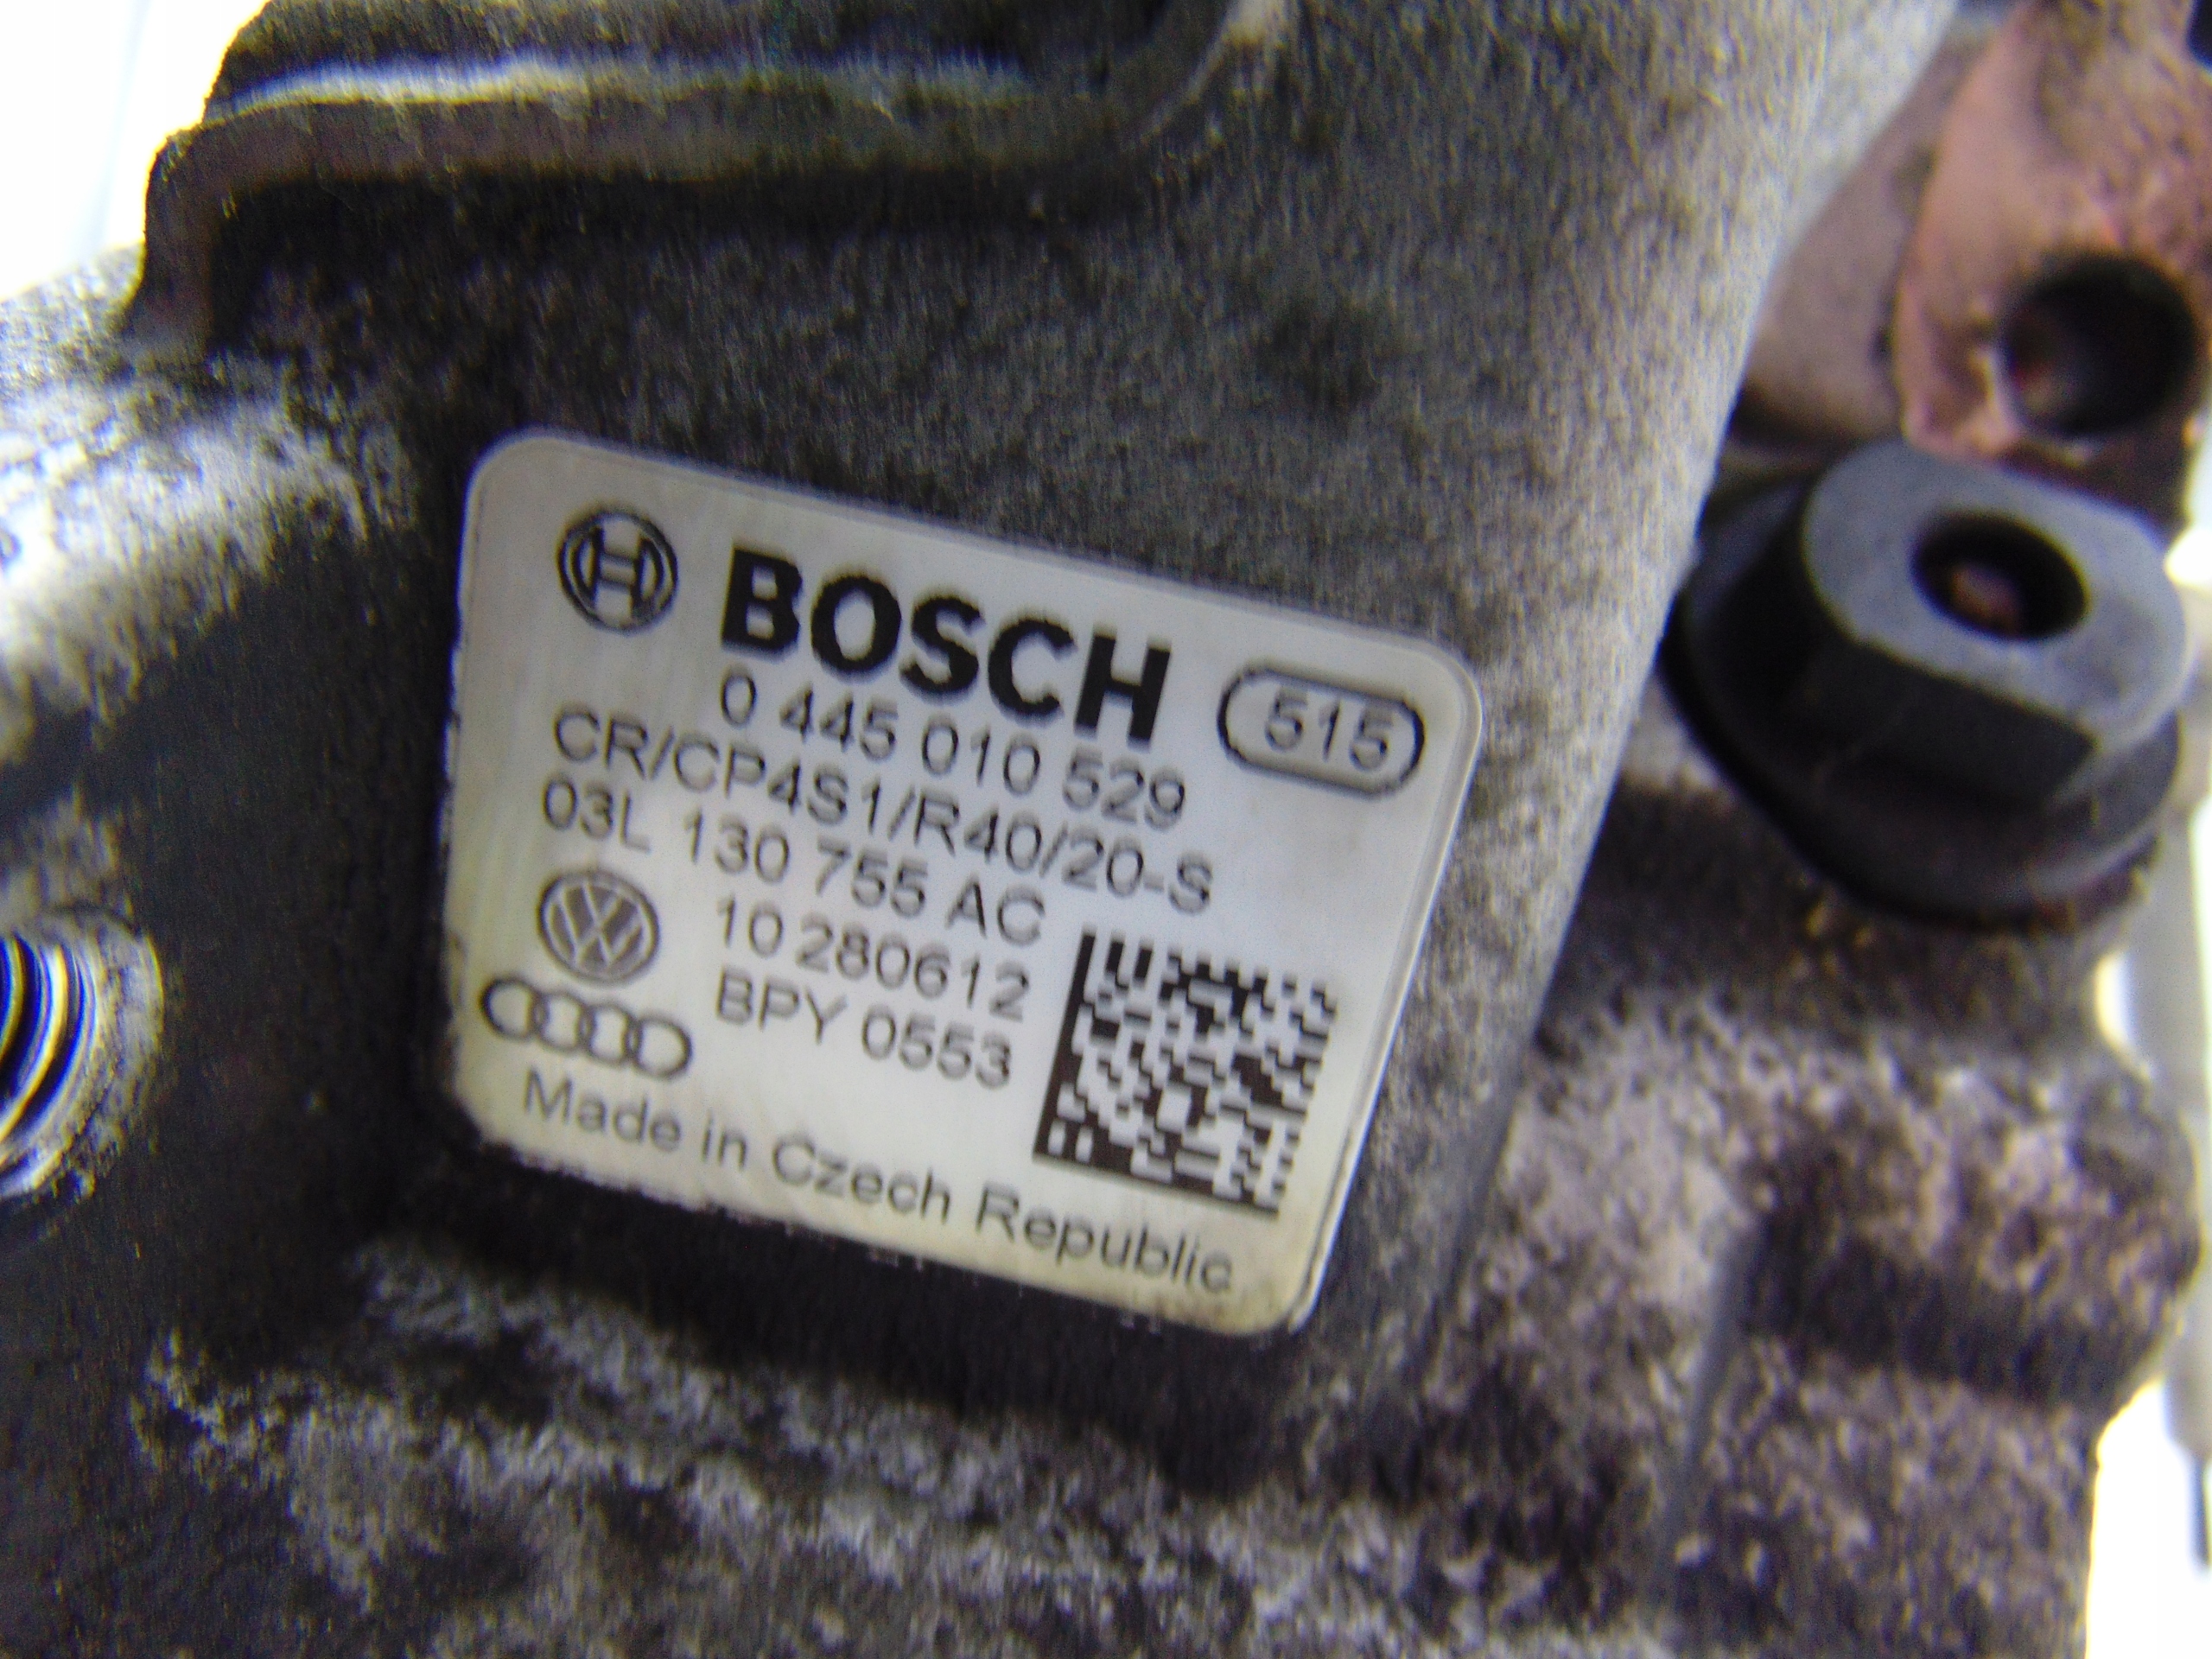 BOSCH
515
0 445 010 529
CR/CP4S1/R40/20-S
03L 130 755 AC
10 280612
BPY 0553
Made in Czech Republic